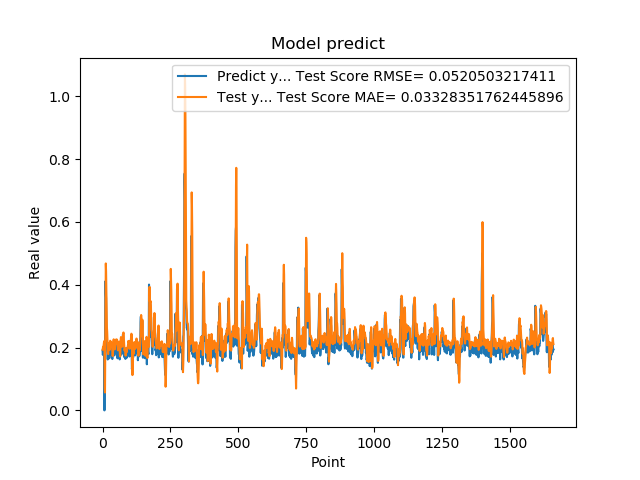 Model predict
Predict y... Test Score RMSE= 0.0520503217411
Test y... Test Score MAE= 0.03328351762445896
1.0
0.8
0.6
0.4
0.2
0.0
Real value
0 250 500 750 1000 1250 1500
Point